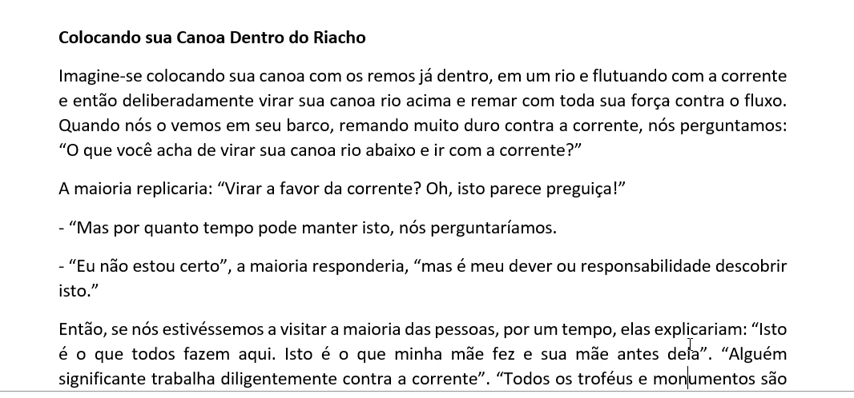 Colocando sua Canoa Dentro do Riacho
Imagine-se colocando sua canoa com os remos já dentro, em um rio e flutuando com a corrente
e então deliberadamente virar sua canoa rio acima e remar com toda sua força contra o fluxo.
Quando nós o vemos em seu barco, remando muito duro contra a corrente, nós perguntamos:
“O que você acha de virar sua canoa rio abaixo e ir com a corrente?”
A maioria replicaria: “Virar a favor da corrente? Oh, isto parece preguiça!”
- “Mas por quanto tempo pode manter isto, nós perguntaríamos.
- “Eu não estou certo”, a maioria responderia, “mas é meu dever ou responsabilidade descobrir
isto.”
Então, se nós estivéssemos a visitar a maioria das pessoas, por um tempo, elas explicariam: “Isto
é o que todos fazem aqui. Isto é o que minha mãe fez e sua mãe antes dela”. “Alguém
significante trabalha diligentemente contra a corrente”. “Todos os troféus e monumentos são